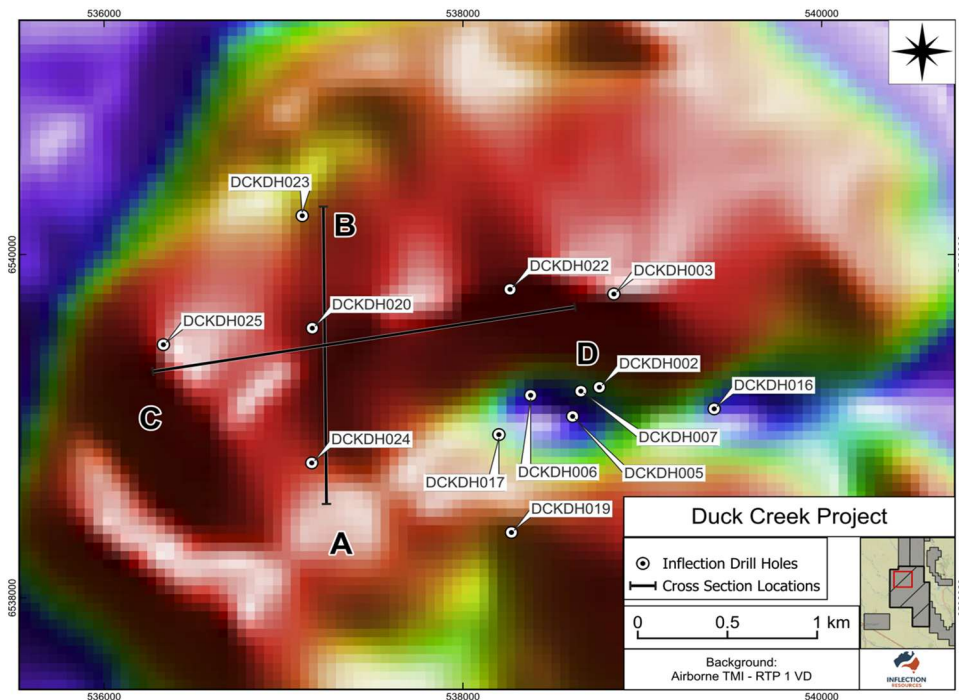 536000
538000
540000
DCKDH023
B
6540000
DCKDH022
DCKDH003
DCKDH020
DCKDH025
D
DCKDH002
DCKDH016
C
DCKDH024
DCKDH007
DCKDH006
DCKDH005
DCKDH017
DCKDH019
A
Duck Creek Project
Inflection Drill Holes
Cross Section Locations
0 0.5 1 km
Background:
Airborne TMI - RTP 1 VD
INFLECTION
RESOURCES
6538000
536000
538000
540000